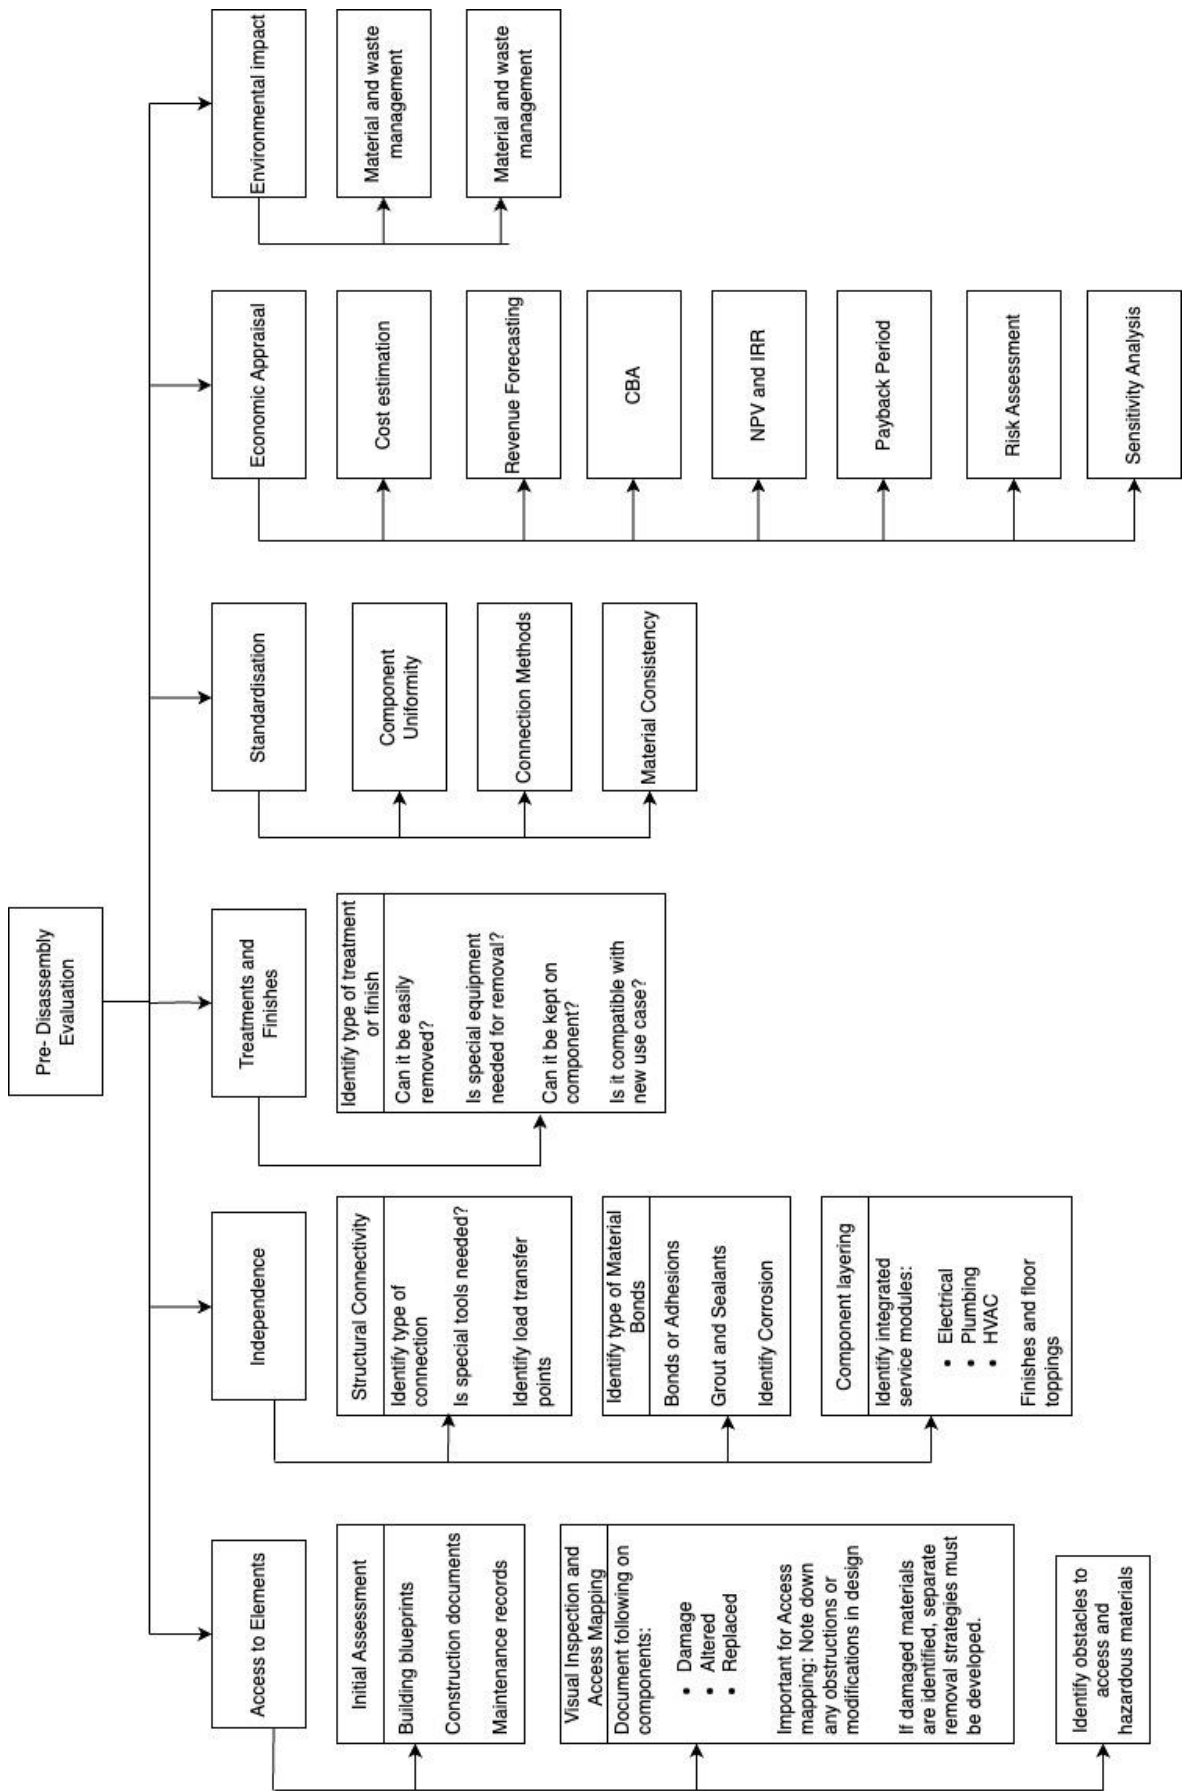 Pre- Disassembly
Evaluation
Access to Elements
Initial Assessment
Building blueprints
Construction documents
Maintenance records
Visual Inspection and
Access Mapping
Document following on
components:
• Damage
• Altered
• Replaced
Important for Access
mapping: Note down
any obstructions or
modifications in design
If damaged materials
are identified, separate
removal strategies must
be developed.
Identify obstacles to
access and
hazardous materials
Independence
Structural Connectivity
Identify type of
connection
Is special tools needed?
Identify load transfer
points
Identify type of Material
Bonds
Bonds or Adhesions
Grout and Sealants
Identify Corrosion
Component layering
Identify integrated
service modules:
• Electrical
• Plumbing
• HVAC
Finishes and floor
toppings
Treatments and
Finishes
Identify type of treatment
or finish
Can it be easily
removed?
Is special equipment
needed for removal?
Can it be kept on
component?
Is it compatible with
new use case?
Standardisation
Component
Uniformity
Connection Methods
Material Consistency
Economic Appraisal
Cost estimation
Revenue Forecasting
CBA
NPV and IRR
Payback Period
Risk Assessment
Sensitivity Analysis
Environmental impact
Material and waste
management
Material and waste
management